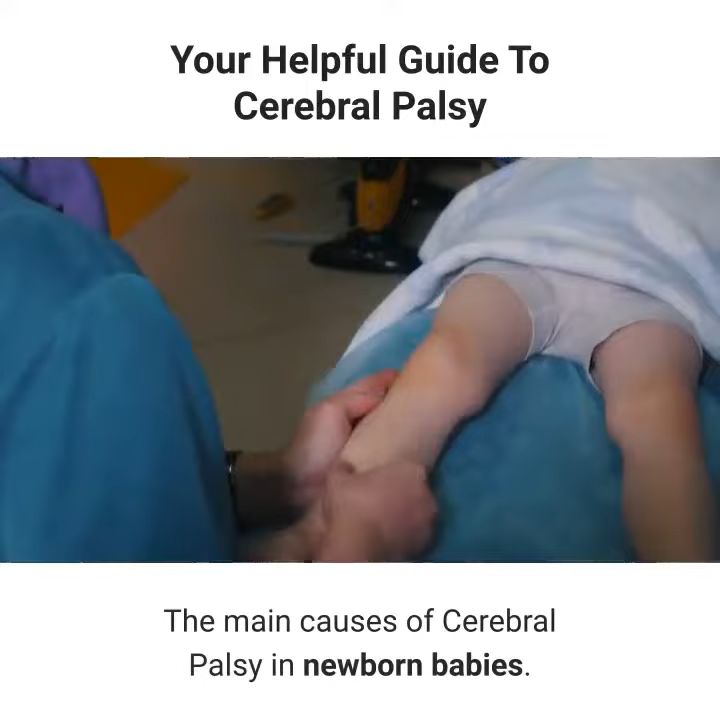 Your Helpful Guide To
Cerebral Palsy
The main causes of Cerebral
Palsy in newborn babies.